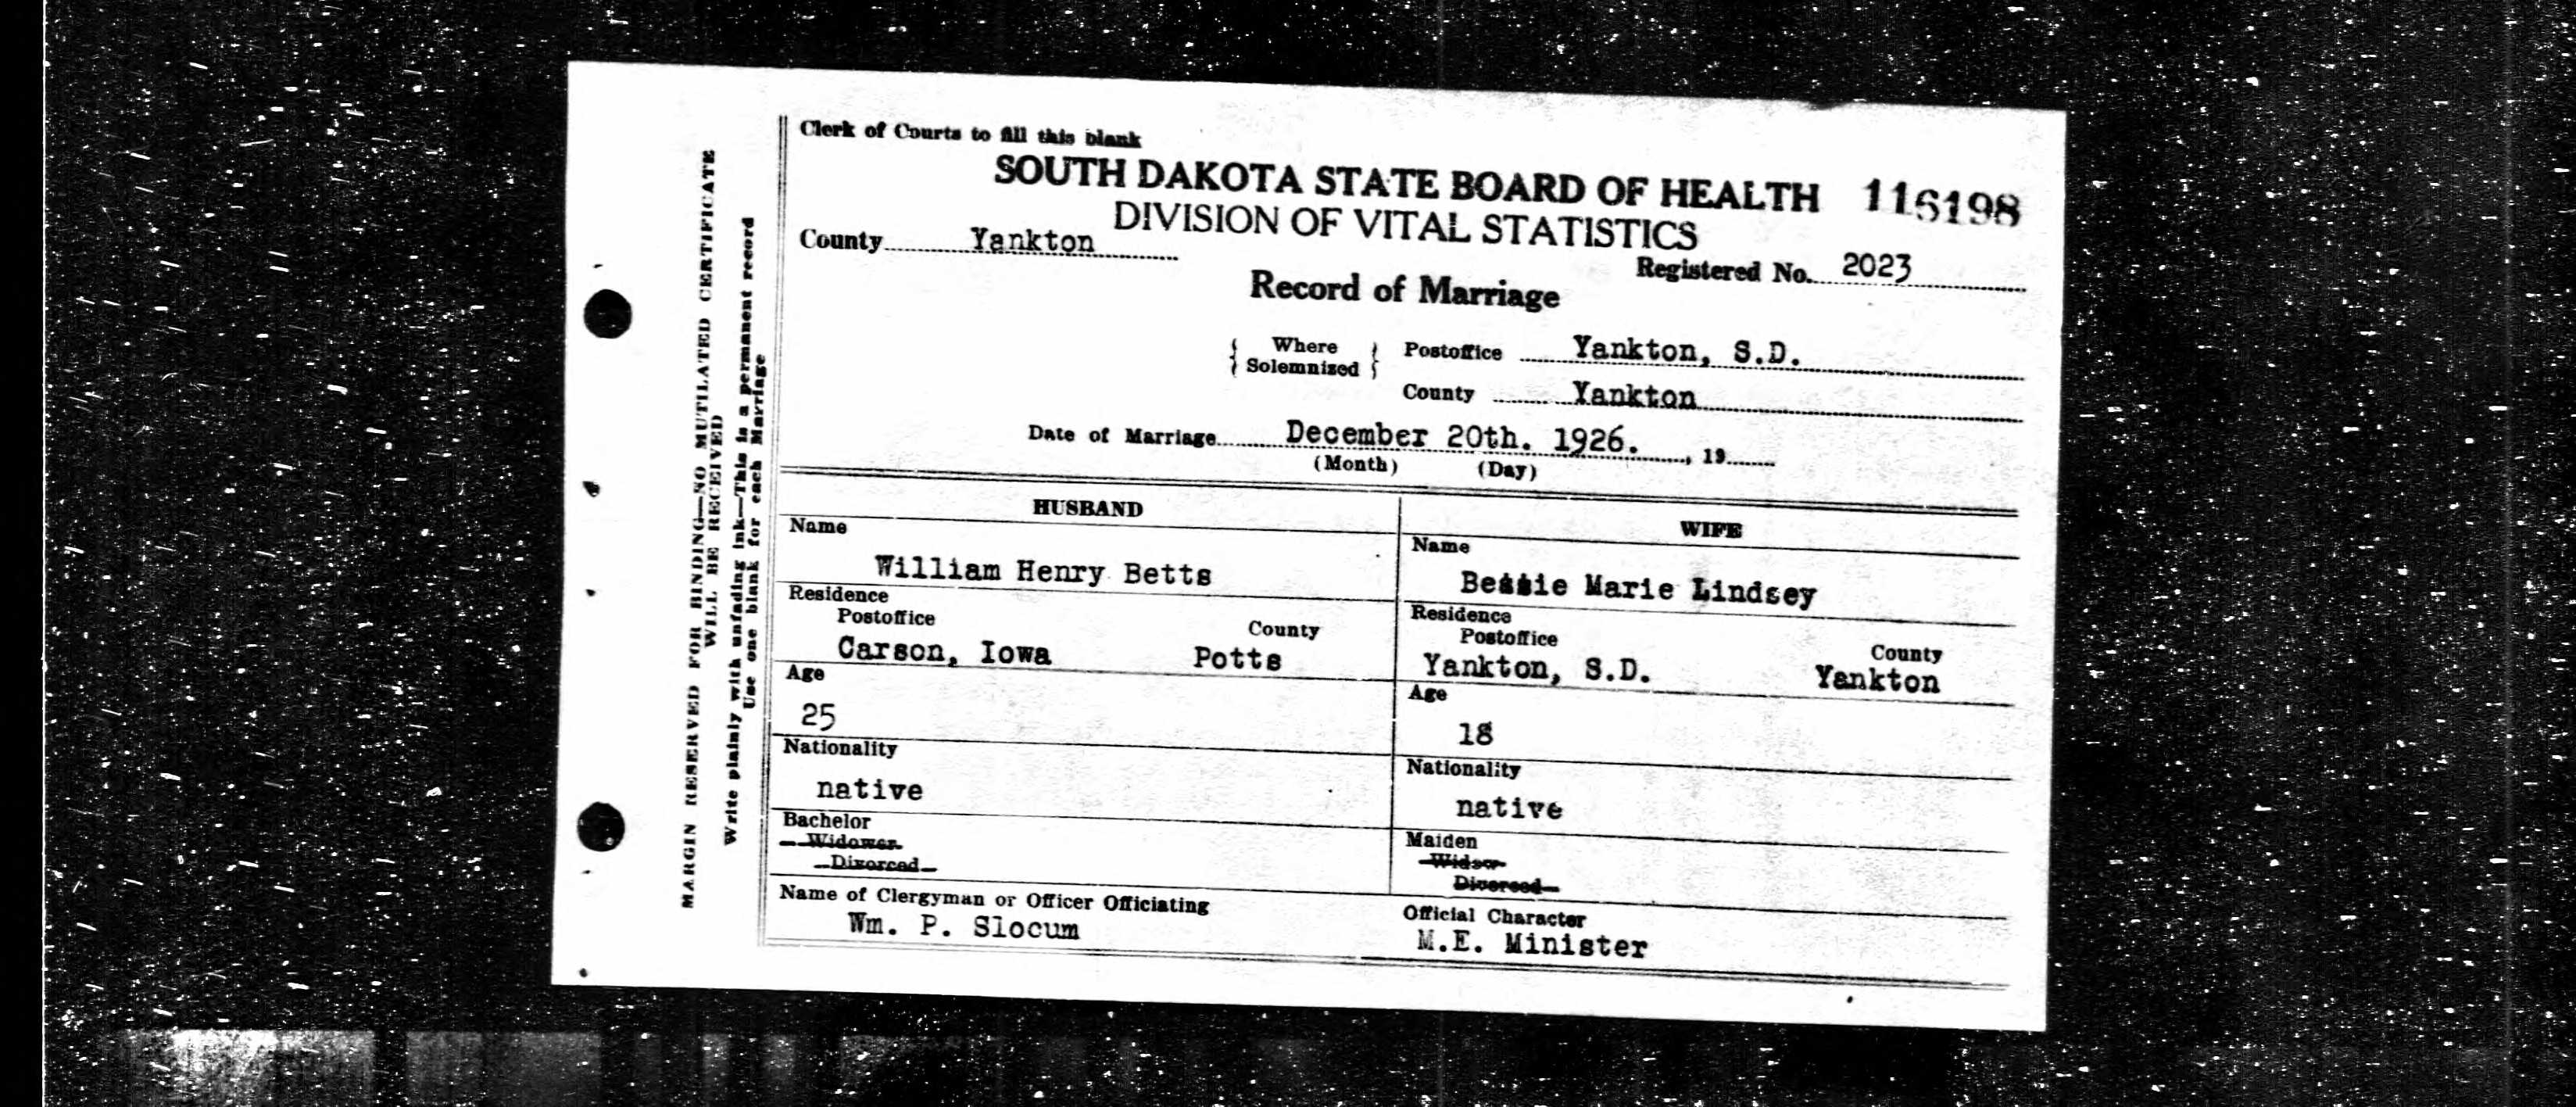 Clerk of Courts to fill this blank
SOUTH DAKOTA STATE BOARD OF HEALTH 116198
DIVISION OF VITAL STATISTICS
County Yankton
Registered No. 2023
Record of Marriage
Where Solemnized
Postoffice Yankton, S.D.
County Yankton
Date of Marriage December 20th. 1926. , 19
(Month) (Day)
HUSBAND
Name
William Henry Betts
Residence
Postoffice County
Carson, Iowa Potts
Age
25
Nationality
native
Bachelor
Widower
Divorced
WIFE
Name
Bessie Marie Lindsey
Residence
Postoffice County
Yankton, S.D. Yankton
Age
18
Nationality
native
Maiden
Widow
Divorced
Name of Clergyman or Officer Officiating
Wm. P. Slocum
Official Character
M.E. Minister
MARGIN RESERVED FOR BINDING—NO MUTILATED CERTIFICATE
WILL BE RECEIVED
Write plainly with unfading ink—This is a permanent record
Use one blank for each Marriage